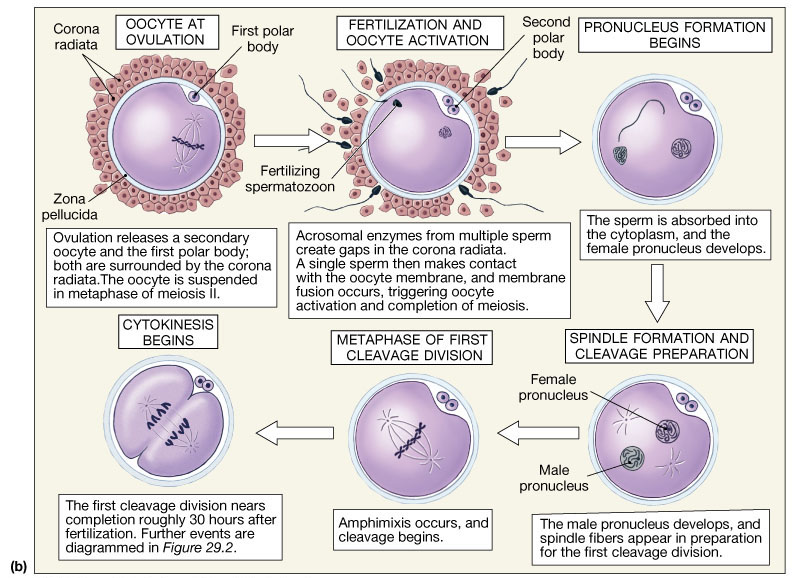 OOCYTE AT
OVULATION
Corona
radiata
First polar
body
Zona
pellucida
Ovulation releases a secondary
oocyte and the first polar body;
both are surrounded by the corona
radiata.The oocyte is suspended
in metaphase of meiosis II.
FERTILIZATION AND
OOCYTE ACTIVATION
Second
polar
body
Fertilizing
spermatozoon
Acrosomal enzymes from multiple sperm
create gaps in the corona radiata.
A single sperm then makes contact
with the oocyte membrane, and membrane
fusion occurs, triggering oocyte
activation and completion of meiosis.
PRONUCLEUS FORMATION
BEGINS
The sperm is absorbed into
the cytoplasm, and the
female pronucleus develops.
SPINDLE FORMATION AND
CLEAVAGE PREPARATION
Female
pronucleus
Male
pronucleus
The male pronucleus develops, and
spindle fibers appear in preparation
for the first cleavage division.
METAPHASE OF FIRST
CLEAVAGE DIVISION
Amphimixis occurs, and
cleavage begins.
CYTOKINESIS
BEGINS
The first cleavage division nears
completion roughly 30 hours after
fertilization. Further events are
diagrammed in Figure 29.2.
(b)